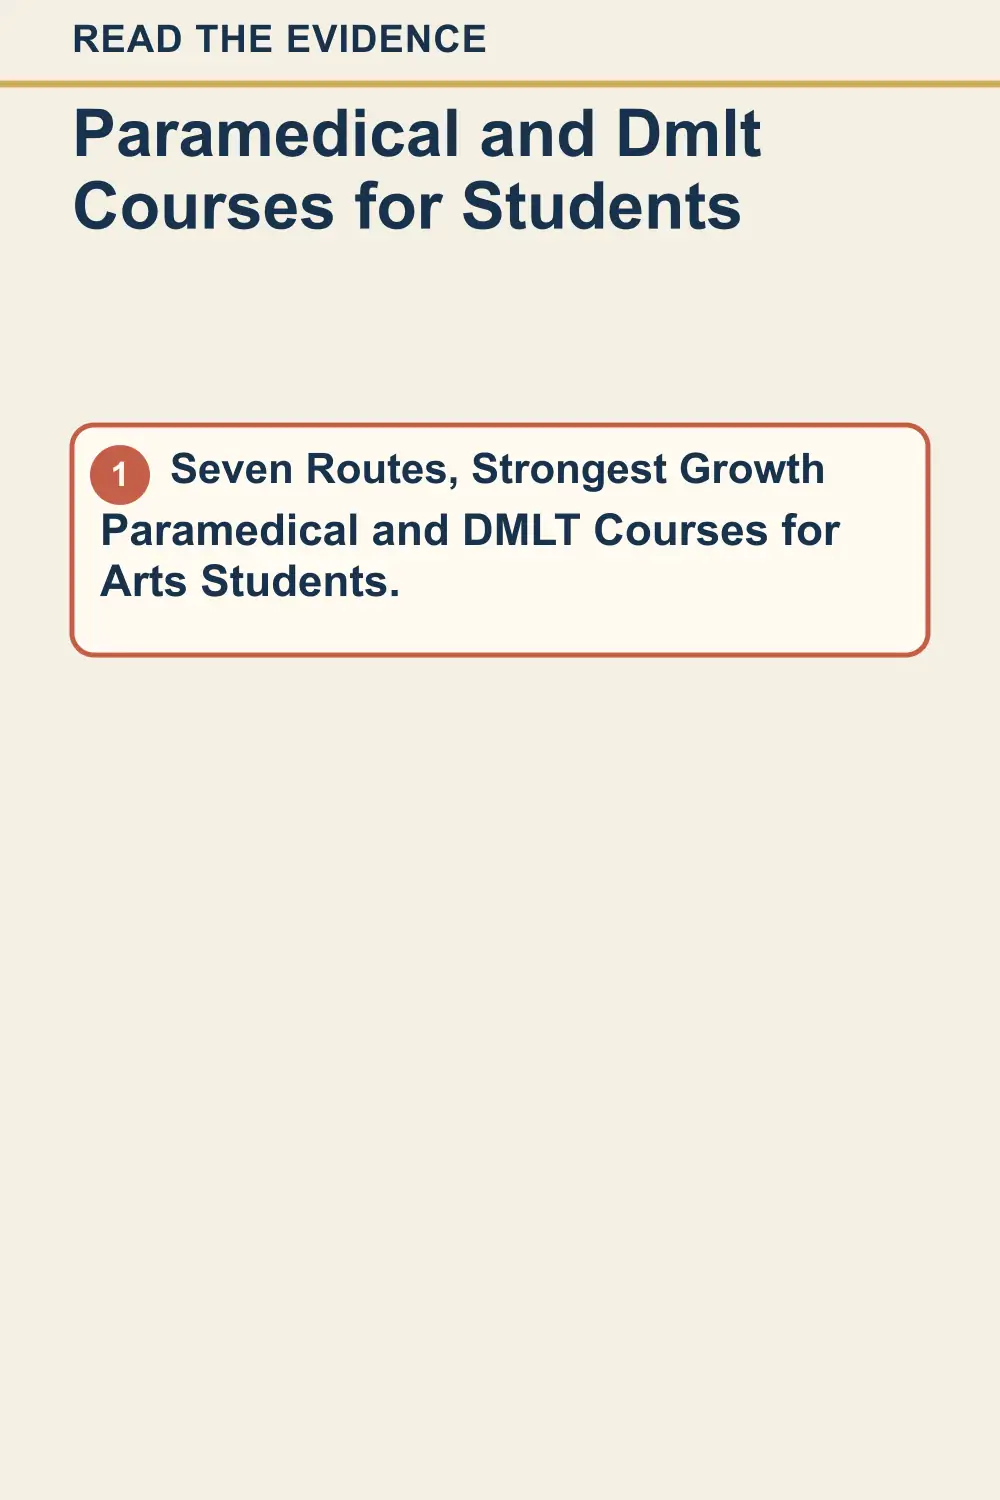 READ THE EVIDENCE
Paramedical and Dmlt
Courses for Students
1 Seven Routes, Strongest Growth
Paramedical and DMLT Courses for
Arts Students.